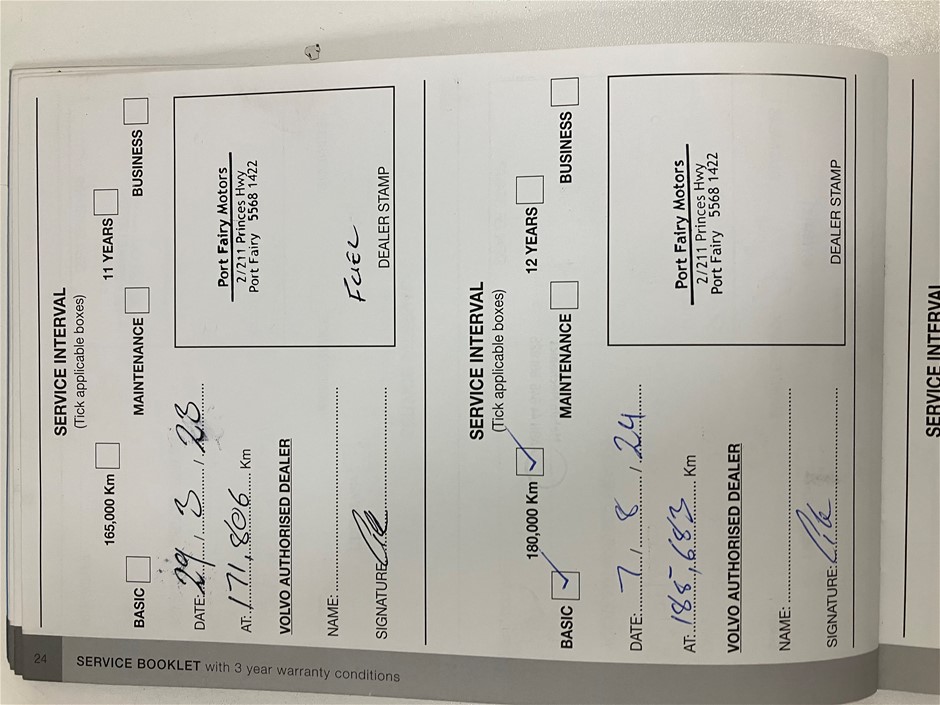 SERVICE INTERVAL
(Tick applicable boxes)
165,000 Km 11 YEARS
BASIC MAINTENANCE BUSINESS
DATE: 29 / 3 / 23
AT: 171,806 Km
VOLVO AUTHORISED DEALER
NAME:
SIGNATURE:
Port Fairy Motors
2/211 Princes Hwy
Port Fairy 5568 1422
FUEL
DEALER STAMP
SERVICE INTERVAL
(Tick applicable boxes)
180,000 Km 12 YEARS
BASIC MAINTENANCE BUSINESS
DATE: 7 / 8 / 24
AT: 185,683 Km
VOLVO AUTHORISED DEALER
NAME:
SIGNATURE:
Port Fairy Motors
2/211 Princes Hwy
Port Fairy 5568 1422
DEALER STAMP
24 SERVICE BOOKLET with 3 year warranty conditions
SERVICE INTERVAL